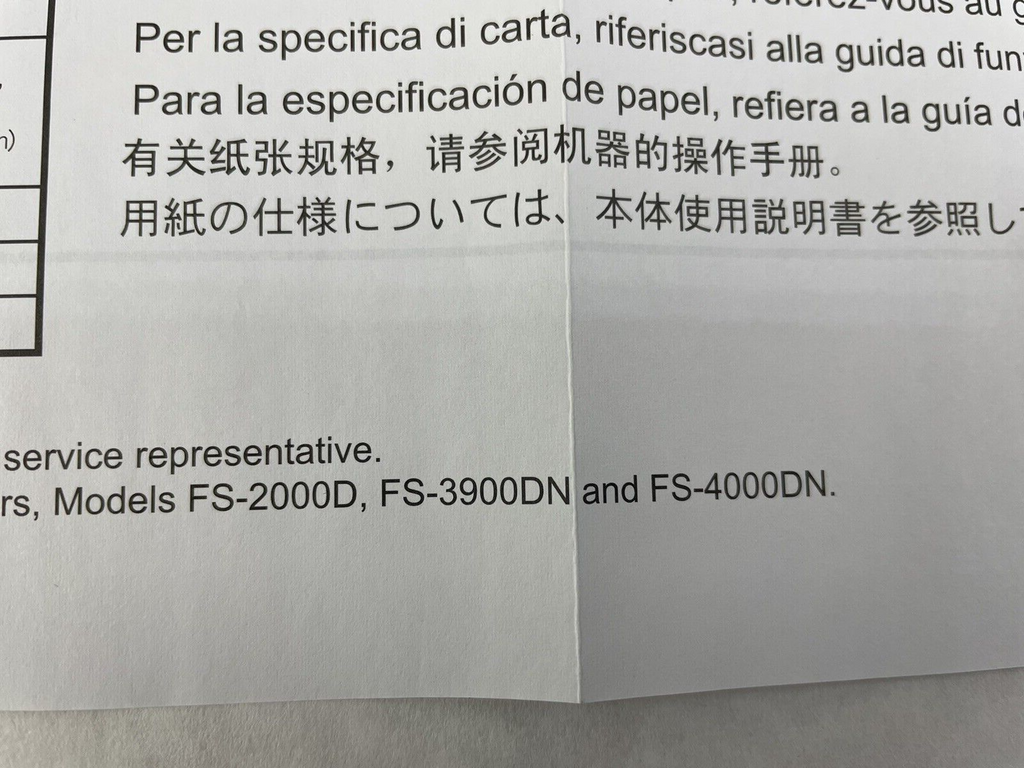 au
Per la specifica di carta, riferiscasi alla guida di
Para la especificación de papel, refiera a la guía
有关纸张规格，请参阅机器的操作手册。
用紙の仕様については、本体使用説明書を参照し
service representative.
rs, Models FS-2000D, FS-3900DN and FS-4000DN.